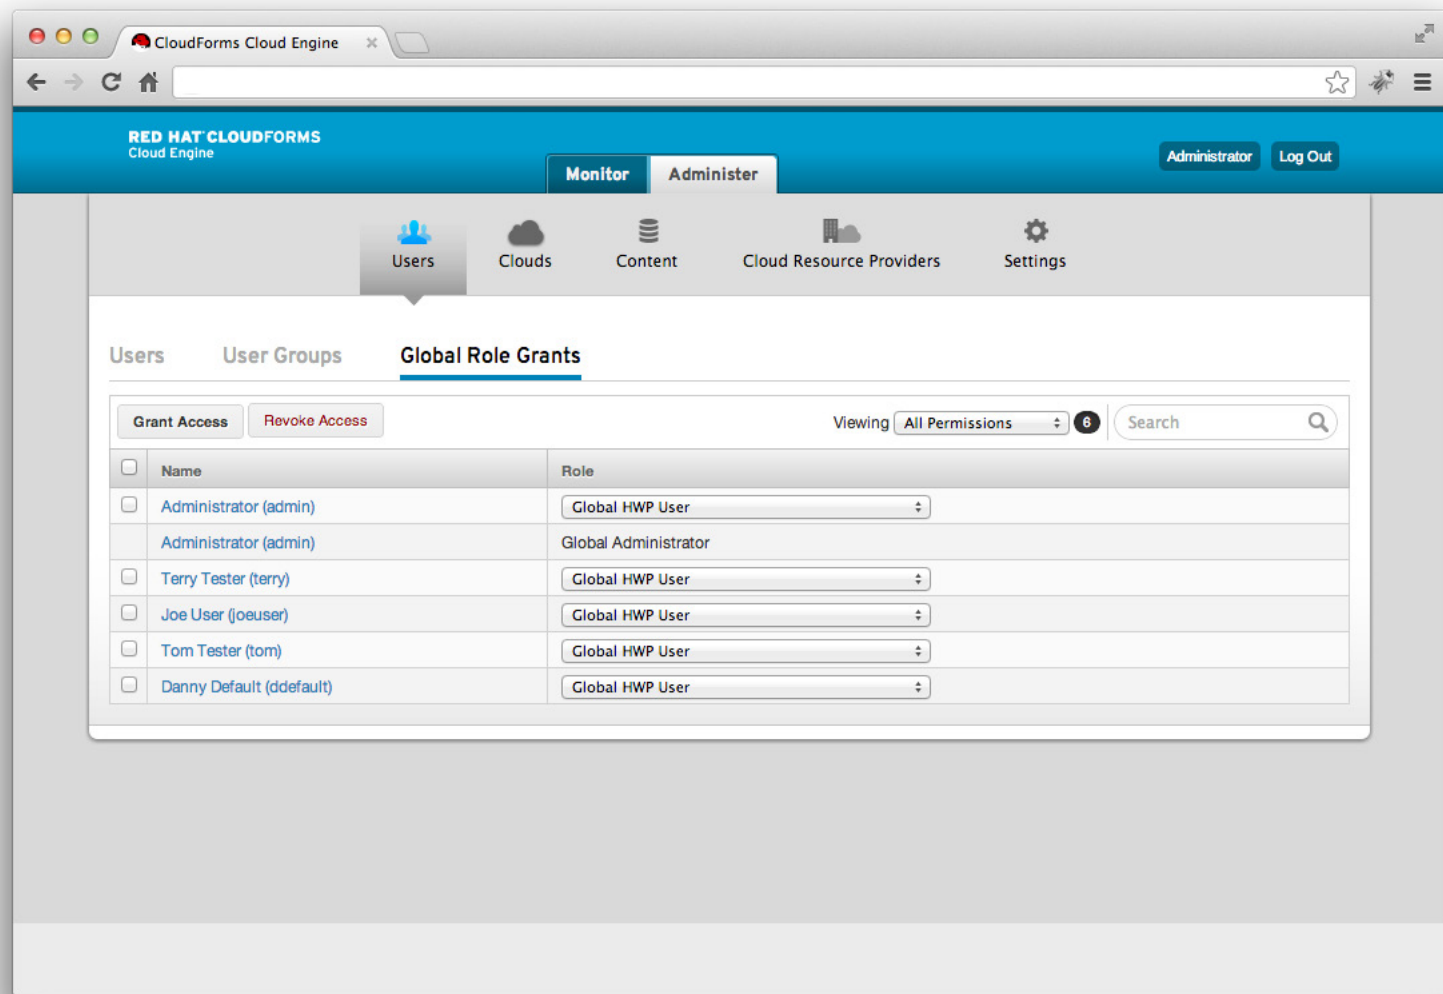 CloudForms Cloud Engine
RED HAT CLOUDFORMS
Cloud Engine
Monitor Administer
Administrator Log Out
Users Clouds Content Cloud Resource Providers Settings
Users User Groups Global Role Grants
Grant Access Revoke Access Viewing All Permissions 6 Search
Name Role
Administrator (admin) Global HWP User
Administrator (admin) Global Administrator
Terry Tester (terry) Global HWP User
Joe User (joeuser) Global HWP User
Tom Tester (tom) Global HWP User
Danny Default (ddefault) Global HWP User